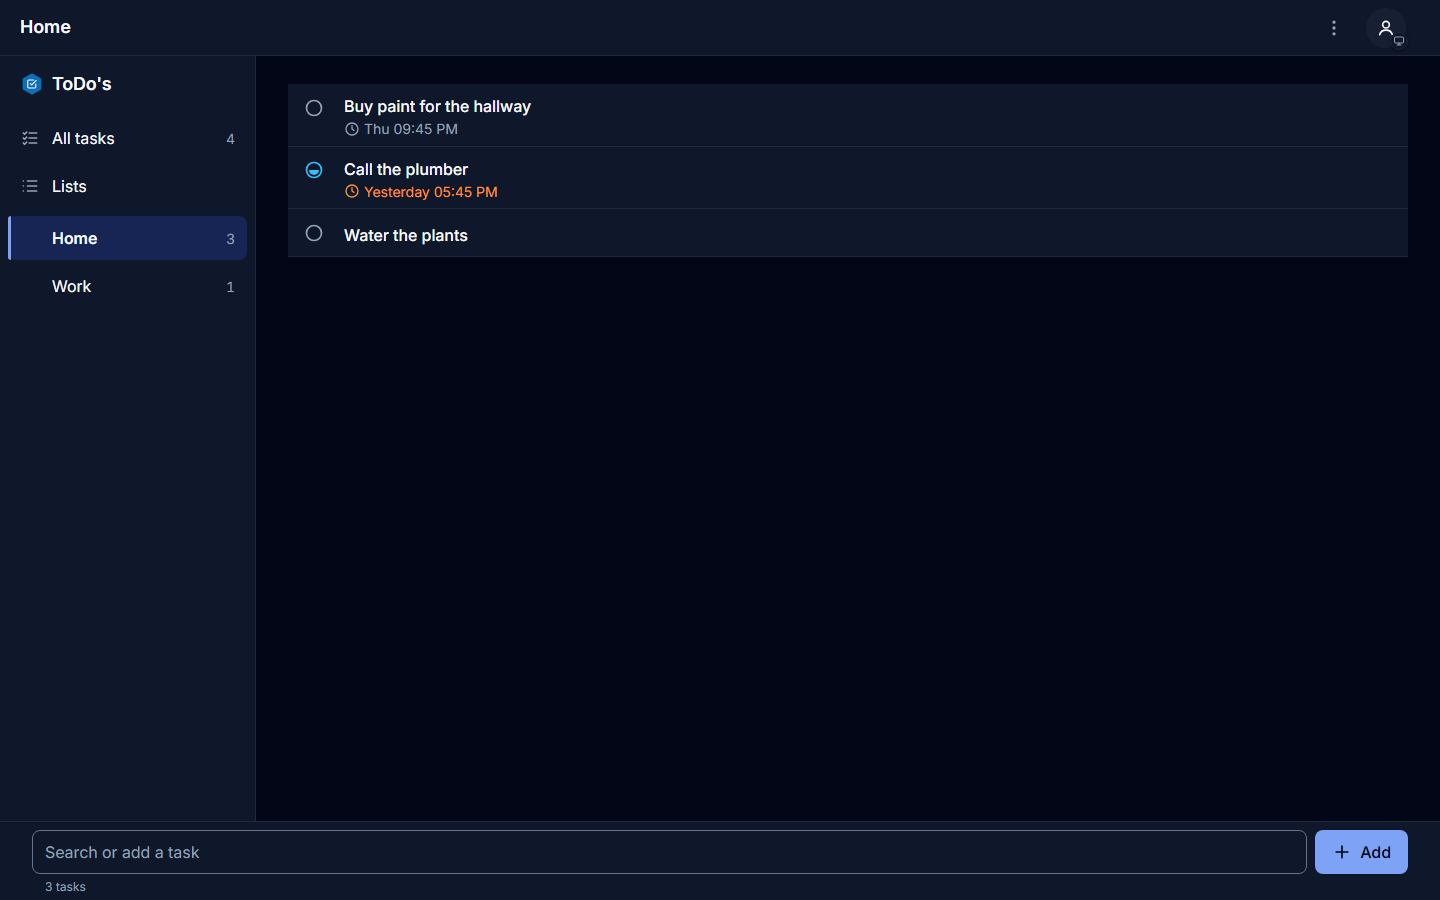 Home
ToDo's
All tasks 4
Lists
Home 3
Work 1
Buy paint for the hallway
Thu 09:45 PM
Call the plumber
Yesterday 05:45 PM
Water the plants
Search or add a task
Add
3 tasks